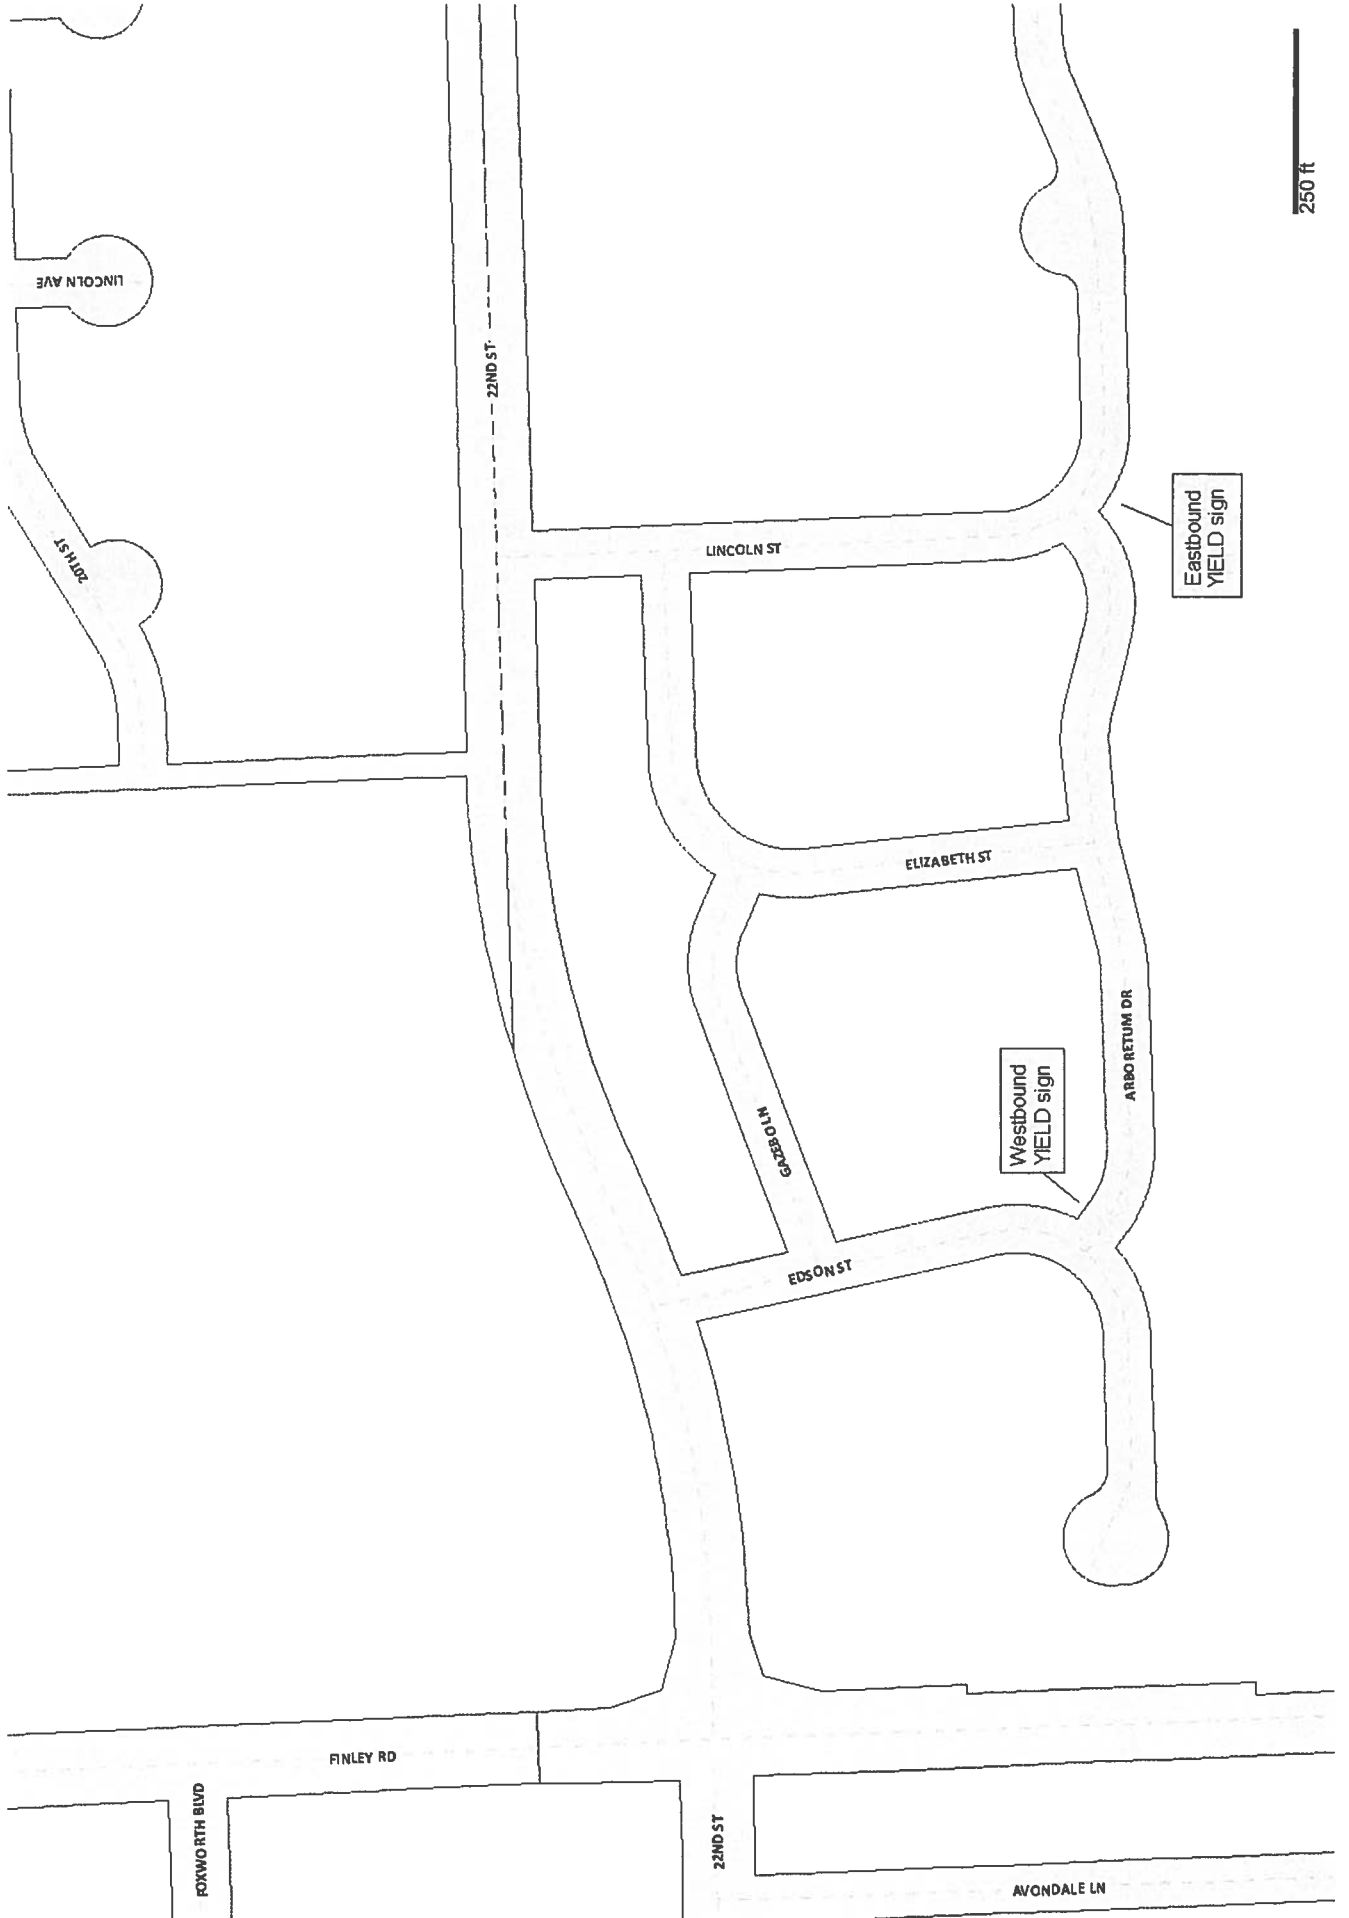 LINCOLN AVE
20TH ST
22ND ST
LINCOLN ST
ELIZABETH ST
GAZEBO LN
EDSON ST
ARBORETUM DR
250 ft
Eastbound
YIELD sign
Westbound
YIELD sign
FINLEY RD
FOXWORTH BLVD
22ND ST
AVONDALE LN